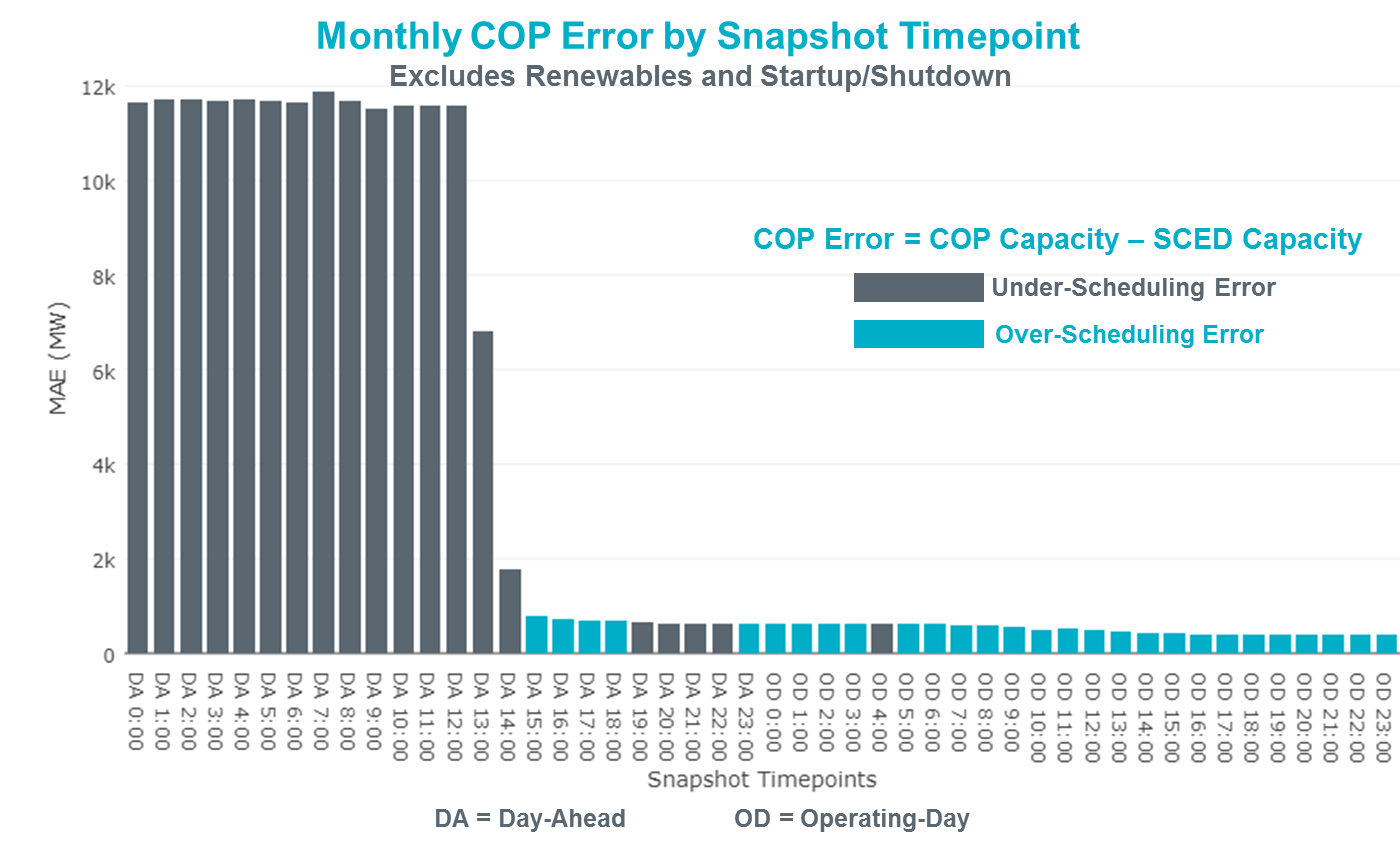 Monthly COP Error by Snapshot Timepoint
Excludes Renewables and Startup/Shutdown
12k
10k
8k
6k
4k
2k
0
MAE (MW)
COP Error = COP Capacity – SCED Capacity
Under-Scheduling Error
Over-Scheduling Error
DA 0:00
DA 1:00
DA 2:00
DA 3:00
DA 4:00
DA 5:00
DA 6:00
DA 7:00
DA 8:00
DA 9:00
DA 10:00
DA 11:00
DA 12:00
DA 13:00
DA 14:00
DA 15:00
DA 16:00
DA 17:00
DA 18:00
DA 19:00
DA 20:00
DA 21:00
DA 22:00
DA 23:00
OD 0:00
OD 1:00
OD 2:00
OD 3:00
OD 4:00
OD 5:00
OD 6:00
OD 7:00
OD 8:00
OD 9:00
OD 10:00
OD 11:00
OD 12:00
OD 13:00
OD 14:00
OD 15:00
OD 16:00
OD 17:00
OD 18:00
OD 19:00
OD 20:00
OD 21:00
OD 22:00
OD 23:00
Snapshot Timepoints
DA = Day-Ahead
OD = Operating-Day